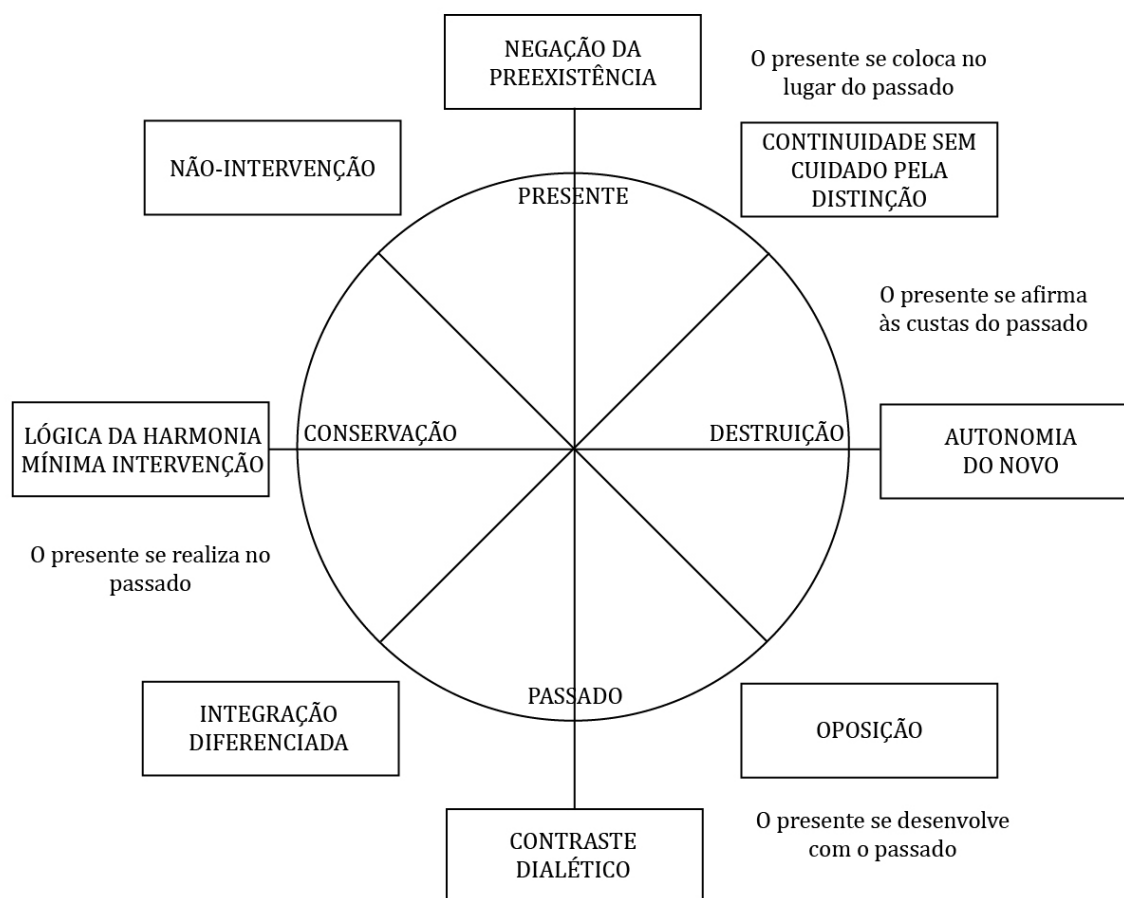 NEGAÇÃO DA
PREEXISTÊNCIA
O presente se coloca no
lugar do passado
NÃO-INTERVENÇÃO
CONTINUIDADE SEM
CUIDADO PELA
DISTINÇÃO
PRESENTE
O presente se afirma
às custas do passado
LÓGICA DA HARMONIA
MÍNIMA INTERVENÇÃO
CONSERVAÇÃO
DESTRUIÇÃO
AUTONOMIA
DO NOVO
O presente se realiza no
passado
PASSADO
INTEGRAÇÃO
DIFERENCIADA
OPOSIÇÃO
CONTRASTE
DIALÉTICO
O presente se desenvolve
com o passado